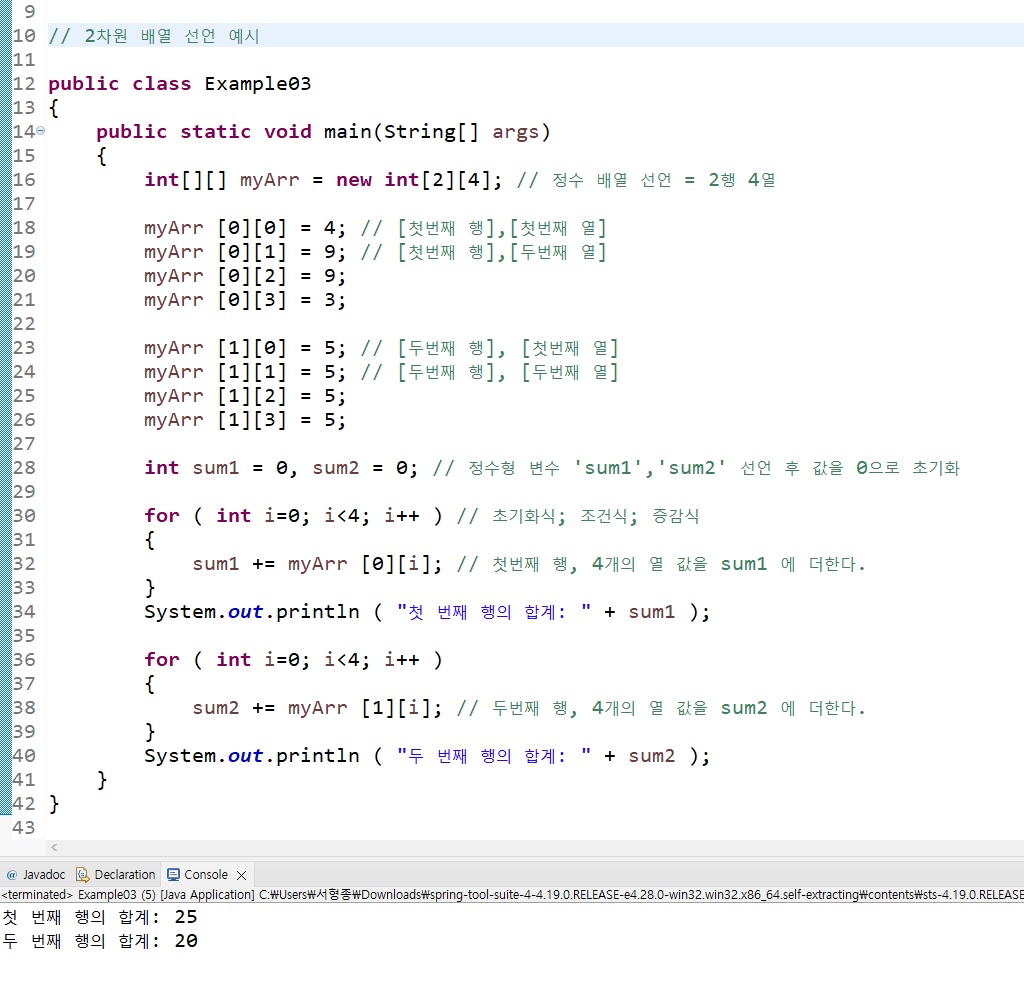 9
10 // 2차원 배열 선언 예시
11
12 public class Example03
13 {
14 public static void main(String[] args)
15 {
16 int[][] myArr = new int[2][4]; // 정수 배열 선언 = 2행 4열
17
18 myArr [0][0] = 4; // [첫번째 행],[첫번째 열]
19 myArr [0][1] = 9; // [첫번째 행],[두번째 열]
20 myArr [0][2] = 9;
21 myArr [0][3] = 3;
22
23 myArr [1][0] = 5; // [두번째 행], [첫번째 열]
24 myArr [1][1] = 5; // [두번째 행], [두번째 열]
25 myArr [1][2] = 5;
26 myArr [1][3] = 5;
27
28 int sum1 = 0, sum2 = 0; // 정수형 변수 'sum1','sum2' 선언 후 값을 0으로 초기화
29
30 for ( int i=0; i<4; i++ ) // 초기화식; 조건식; 증감식
31 {
32 sum1 += myArr [0][i]; // 첫번째 행, 4개의 열 값을 sum1 에 더한다.
33 }
34 System.out.println ( "첫 번째 행의 합계: " + sum1 );
35
36 for ( int i=0; i<4; i++ )
37 {
38 sum2 += myArr [1][i]; // 두번째 행, 4개의 열 값을 sum2 에 더한다.
39 }
40 System.out.println ( "두 번째 행의 합계: " + sum2 );
41 }
42 }
43
@ Javadoc Declaration Console
<terminated> Example03 (5) [Java Application] C:₩Users₩서형종₩Downloads₩spring-tool-suite-4-4.19.0.RELEASE-e4.28.0-win32.win32.x86_64.self-extracting₩contents₩sts-4.19.0.RELEASE
첫 번째 행의 합계: 25
두 번째 행의 합계: 20